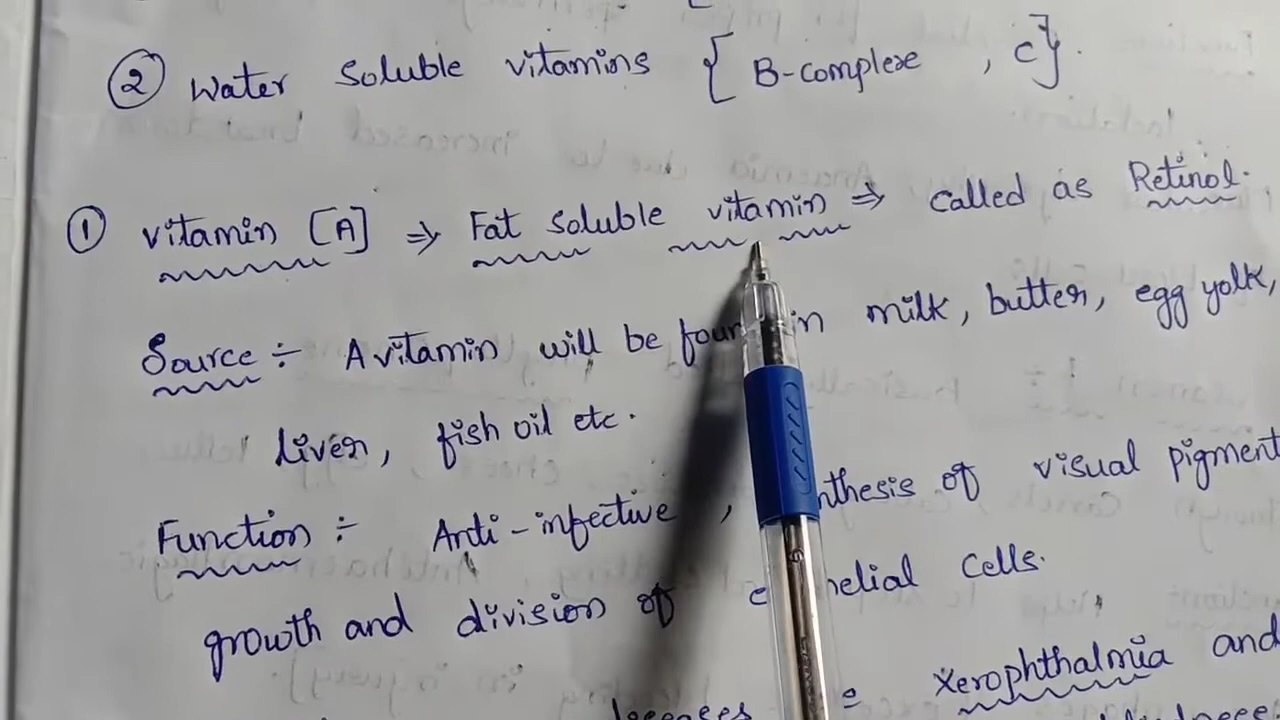 ② Water soluble vitamins { B-complexe , C}.
① vitamin [A] ⇒ Fat soluble vitamin ⇒ called as Retinol.
Source ÷ A vitamin will be in milk, butter, egg yolk,
liver, fish oil etc.
Function ÷ Anti-infective , of visual pigment
growth and division of cells.
Xerophthalmia and